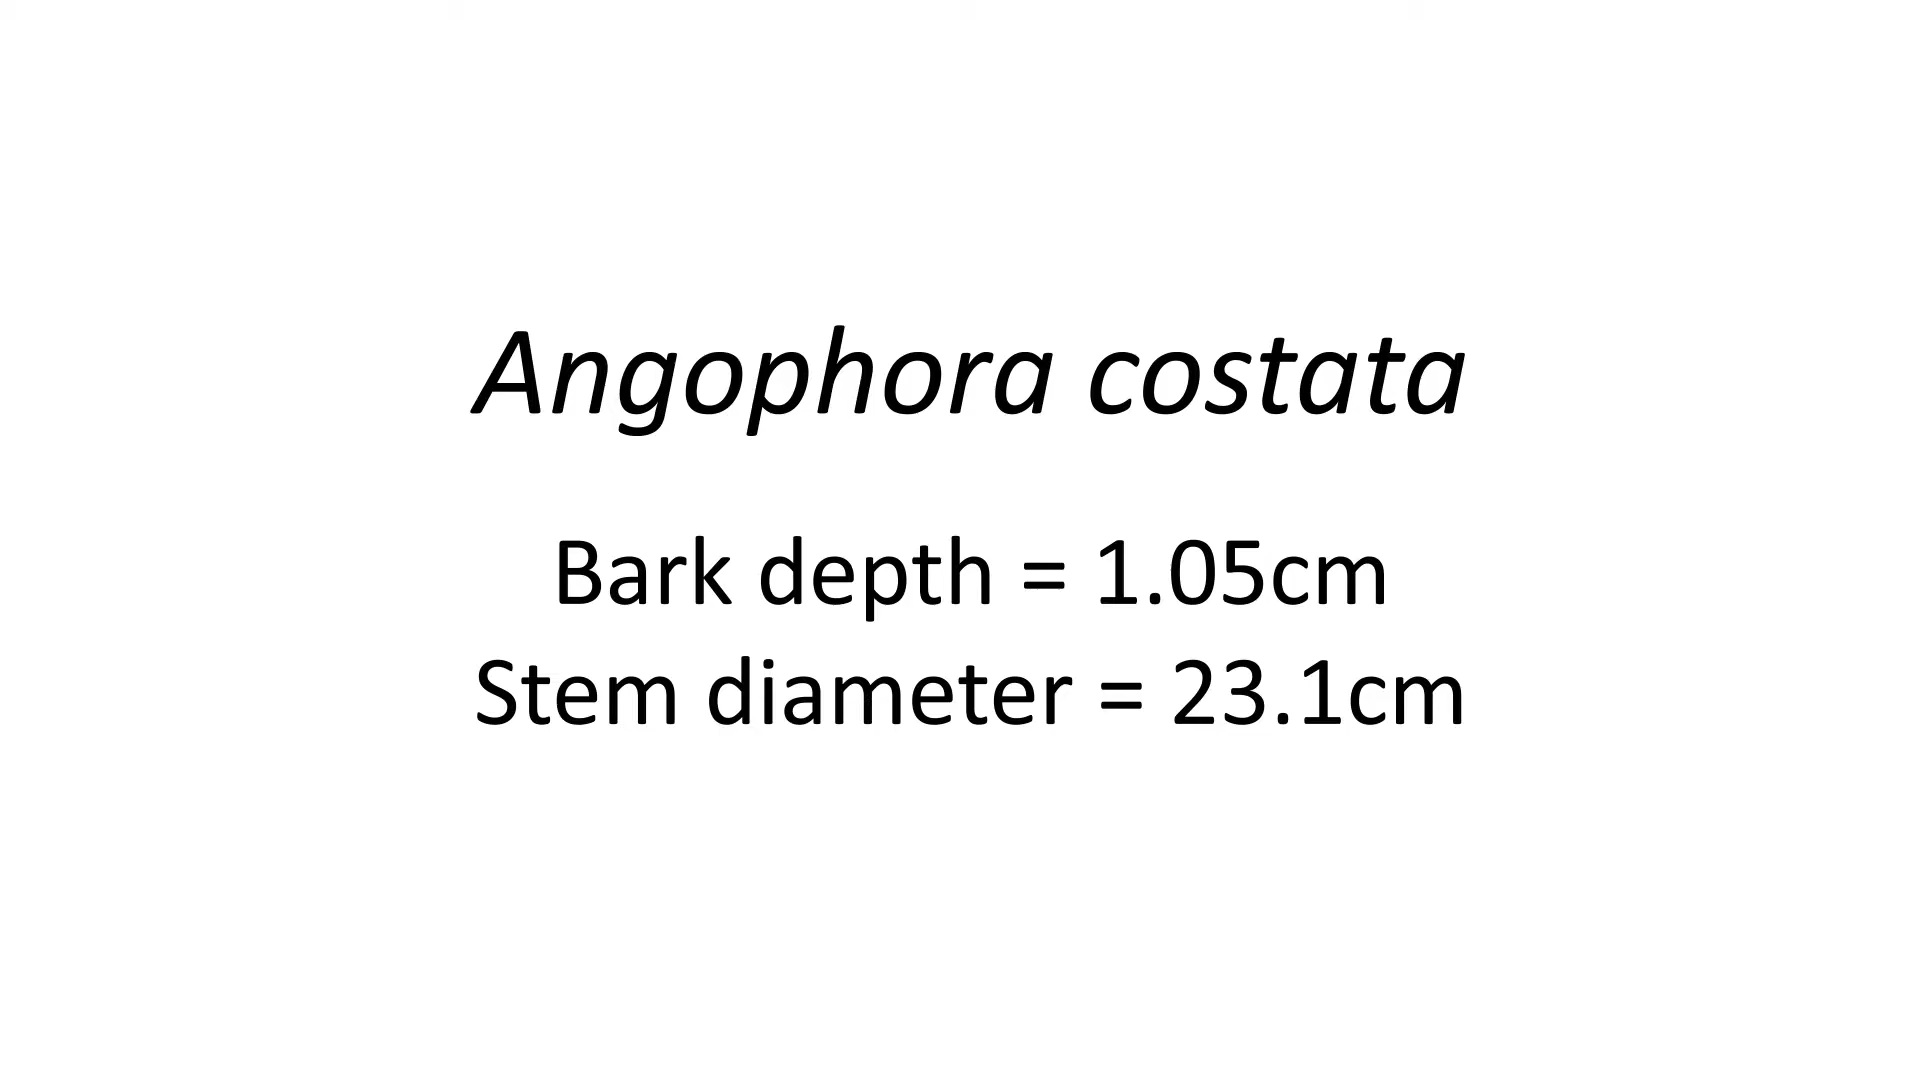 Angophora costata
Bark depth = 1.05cm
Stem diameter = 23.1cm